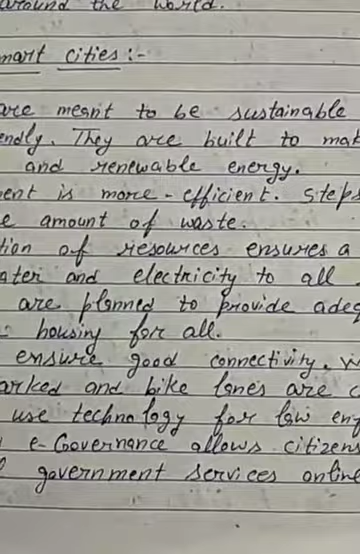 around the world.
mart cities :-
are meant to be sustainable
endly. They are built to mak
and renewable energy.
ent is more-efficient. Steps
e amount of waste.
tion of resources ensures a
ater and electricity to all.
are planned to provide adeq
housing for all.
ensure good connectivity. W
arked and bike lanes are c
use technology for law en
e-Governance allows citizens
government services online